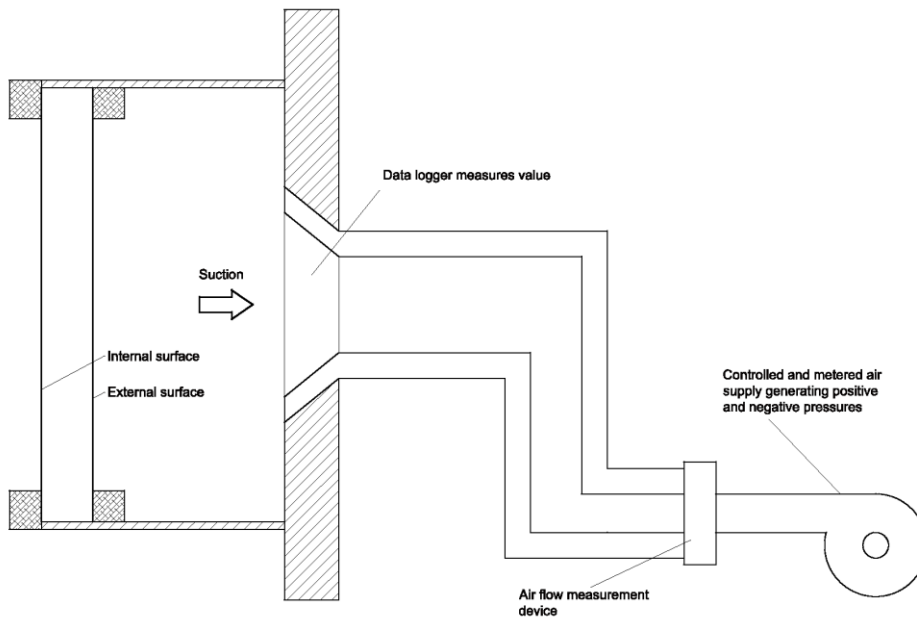 Data logger measures value
Suction
Internal surface
External surface
Controlled and metered air
supply generating positive
and negative pressures
Air flow measurement
device